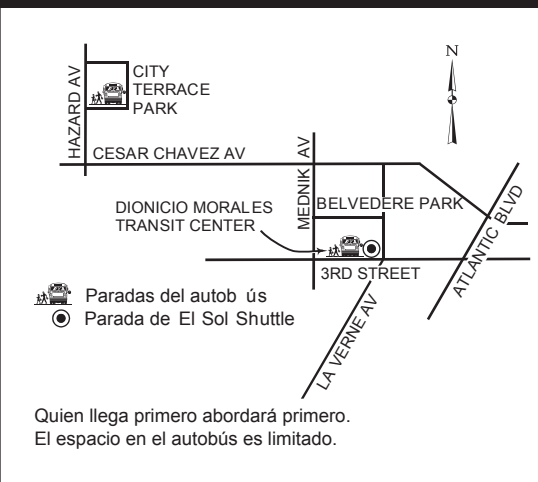 N
HAZARD AV
CITY
TERRACE
PARK
CESAR CHAVEZ AV
MEDNIK AV
DIONICIO MORALES
TRANSIT CENTER
BELVEDERE PARK
ATLANTIC BLVD
3RD STREET
LA VERNE AV
Paradas del autob ús
Parada de El Sol Shuttle
Quien llega primero abordará primero.
El espacio en el autobús es limitado.